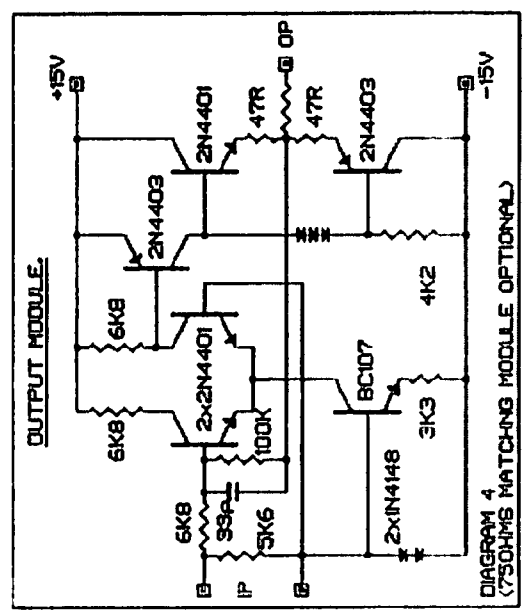 OUTPUT MODULE.
+15V
2N4403
2N4401
6K8
6K8
2x2N4401
47R
OP
47R
6K8
33p
100K
5K6
IP
2N4403
BC107
2x1N4148
3K3
4K2
-15V
DIAGRAM 4
(75OHMS MATCHNG MODULE OPTIONAL)